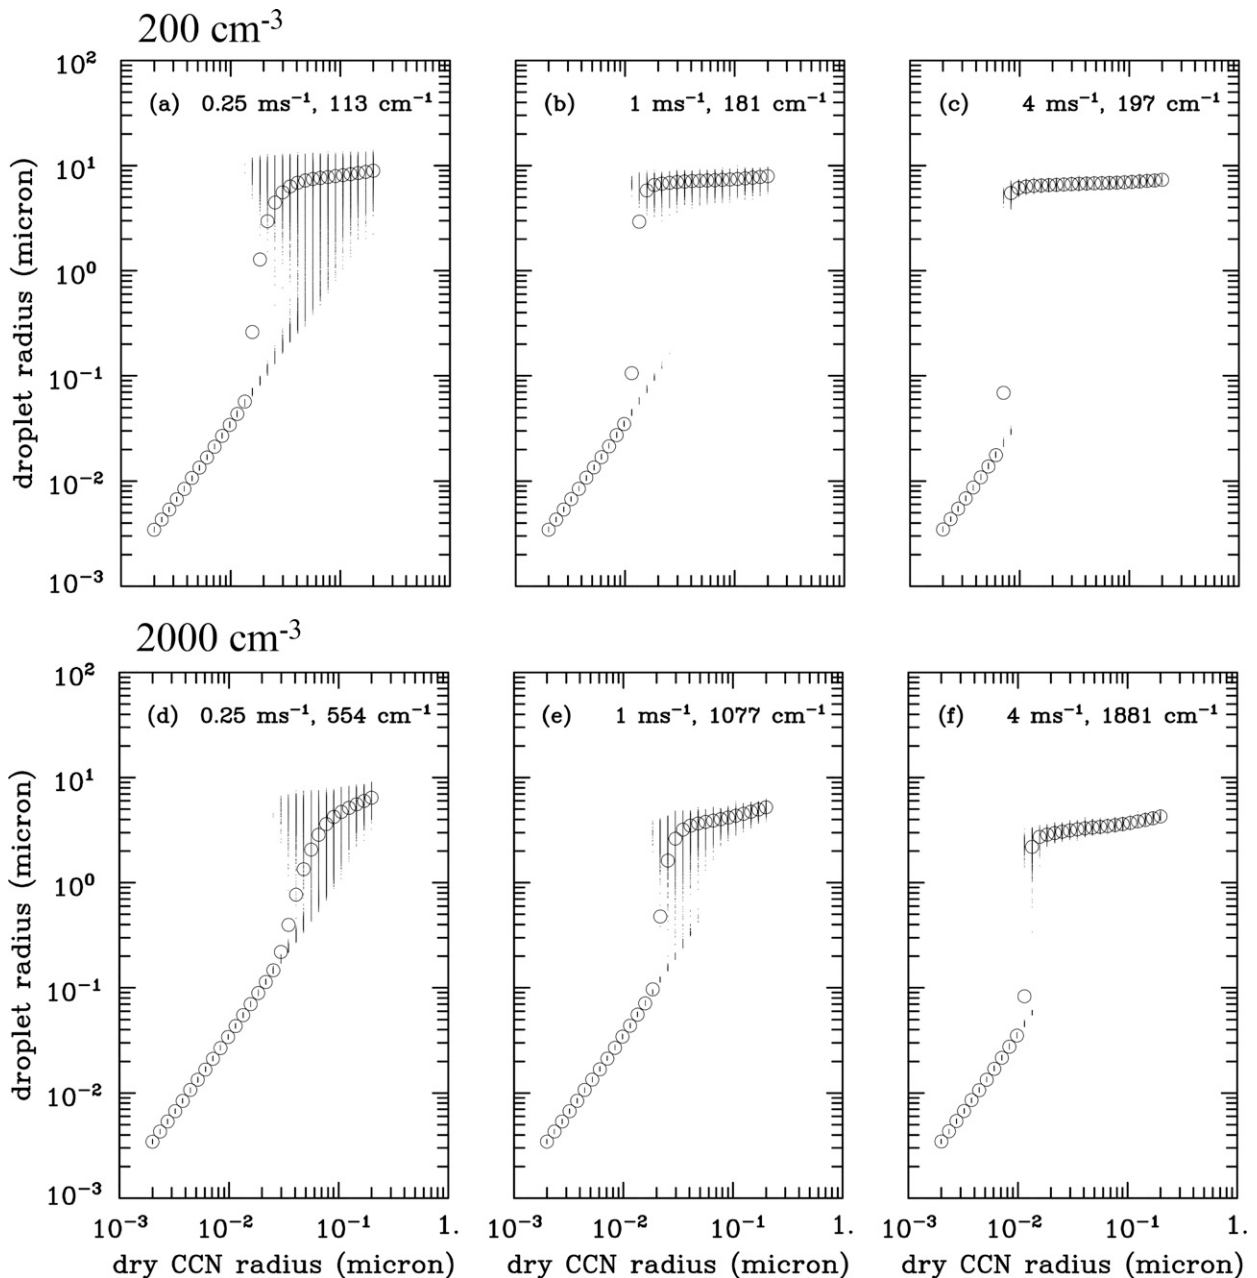 200 cm⁻³
(a) 0.25 ms⁻¹, 113 cm⁻¹
(b) 1 ms⁻¹, 181 cm⁻¹
(c) 4 ms⁻¹, 197 cm⁻¹
droplet radius (micron)
10²
10¹
10⁰
10⁻¹
10⁻²
10⁻³
2000 cm⁻³
(d) 0.25 ms⁻¹, 554 cm⁻¹
(e) 1 ms⁻¹, 1077 cm⁻¹
(f) 4 ms⁻¹, 1881 cm⁻¹
droplet radius (micron)
10²
10¹
10⁰
10⁻¹
10⁻²
10⁻³
10⁻³ 10⁻² 10⁻¹ 1. 10⁻³ 10⁻² 10⁻¹ 1. 10⁻³ 10⁻² 10⁻¹ 1.
dry CCN radius (micron) dry CCN radius (micron) dry CCN radius (micron)